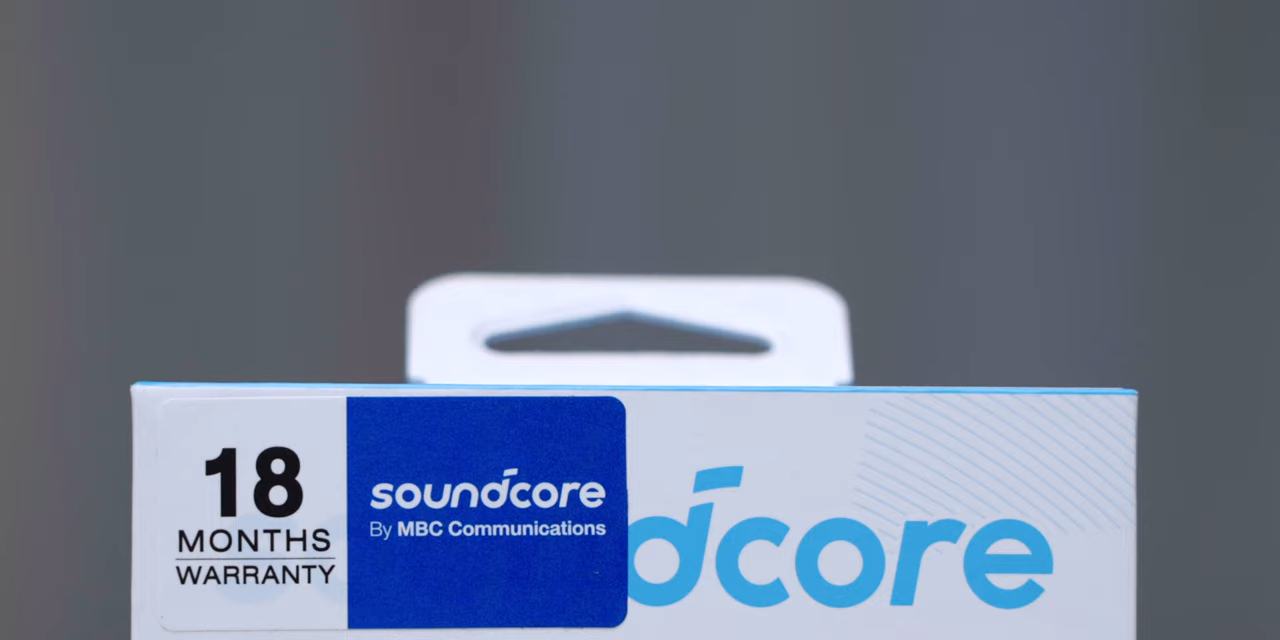 18
MONTHS
WARRANTY
soundcore
By MBC Communications
dcore